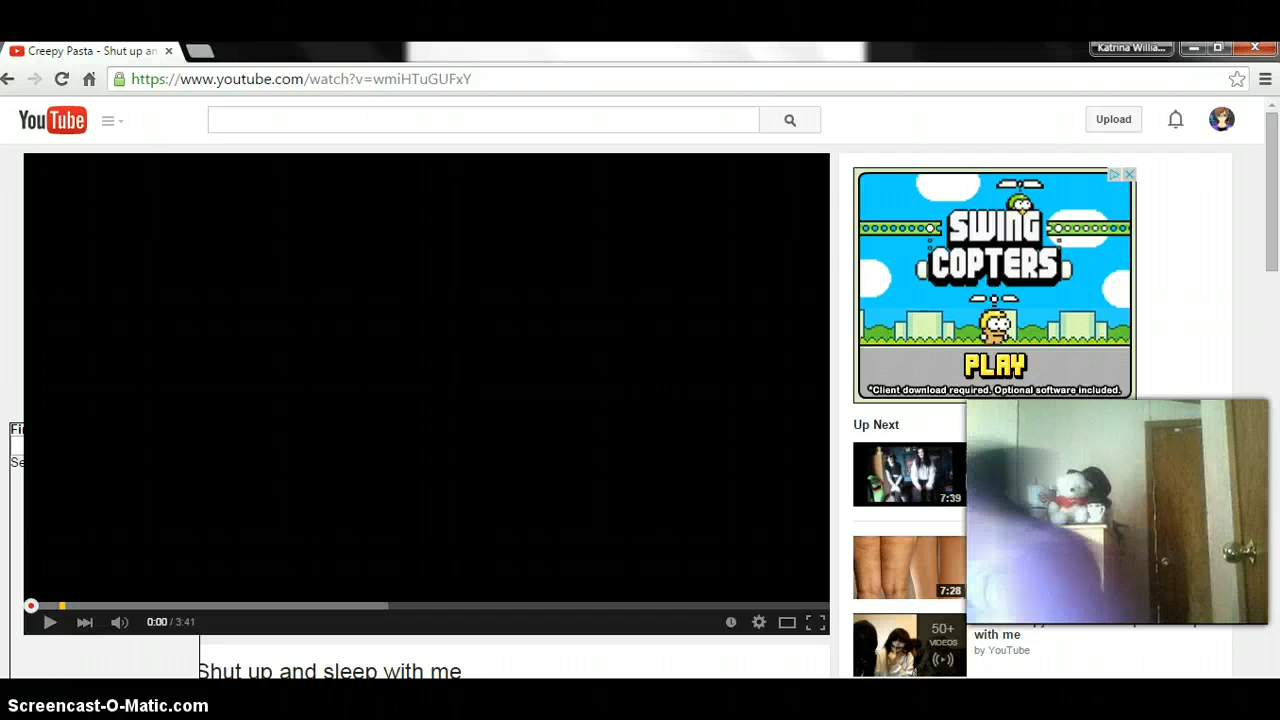 Creepy Pasta - Shut up an
Katrina Willia...
https://www.youtube.com/watch?v=wmiHTuGUFxY
YouTube
Upload
SWING
COPTERS
PLAY
*Client download required. Optional software included.
Up Next
7:39
7:28
50+
VIDEOS
with me
by YouTube
Fi
Se
0:00 / 3:41
Shut up and sleep with me
Screencast-O-Matic.com